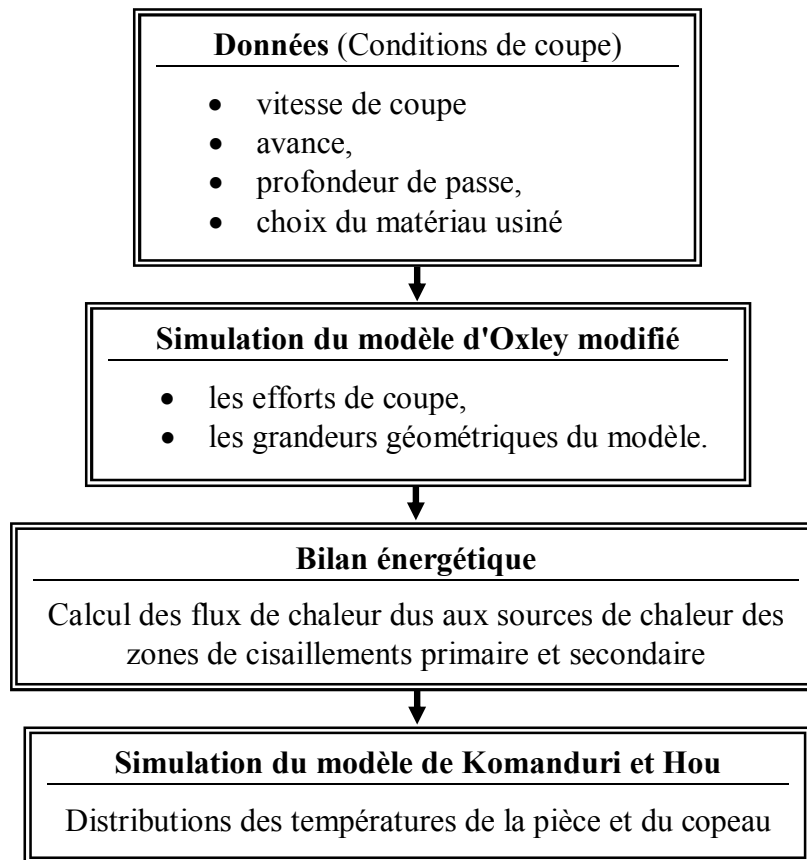 Données (Conditions de coupe)
• vitesse de coupe
• avance,
• profondeur de passe,
• choix du matériau usiné
Simulation du modèle d'Oxley modifié
• les efforts de coupe,
• les grandeurs géométriques du modèle.
Bilan énergétique
Calcul des flux de chaleur dus aux sources de chaleur des
zones de cisaillements primaire et secondaire
Simulation du modèle de Komanduri et Hou
Distributions des températures de la pièce et du copeau